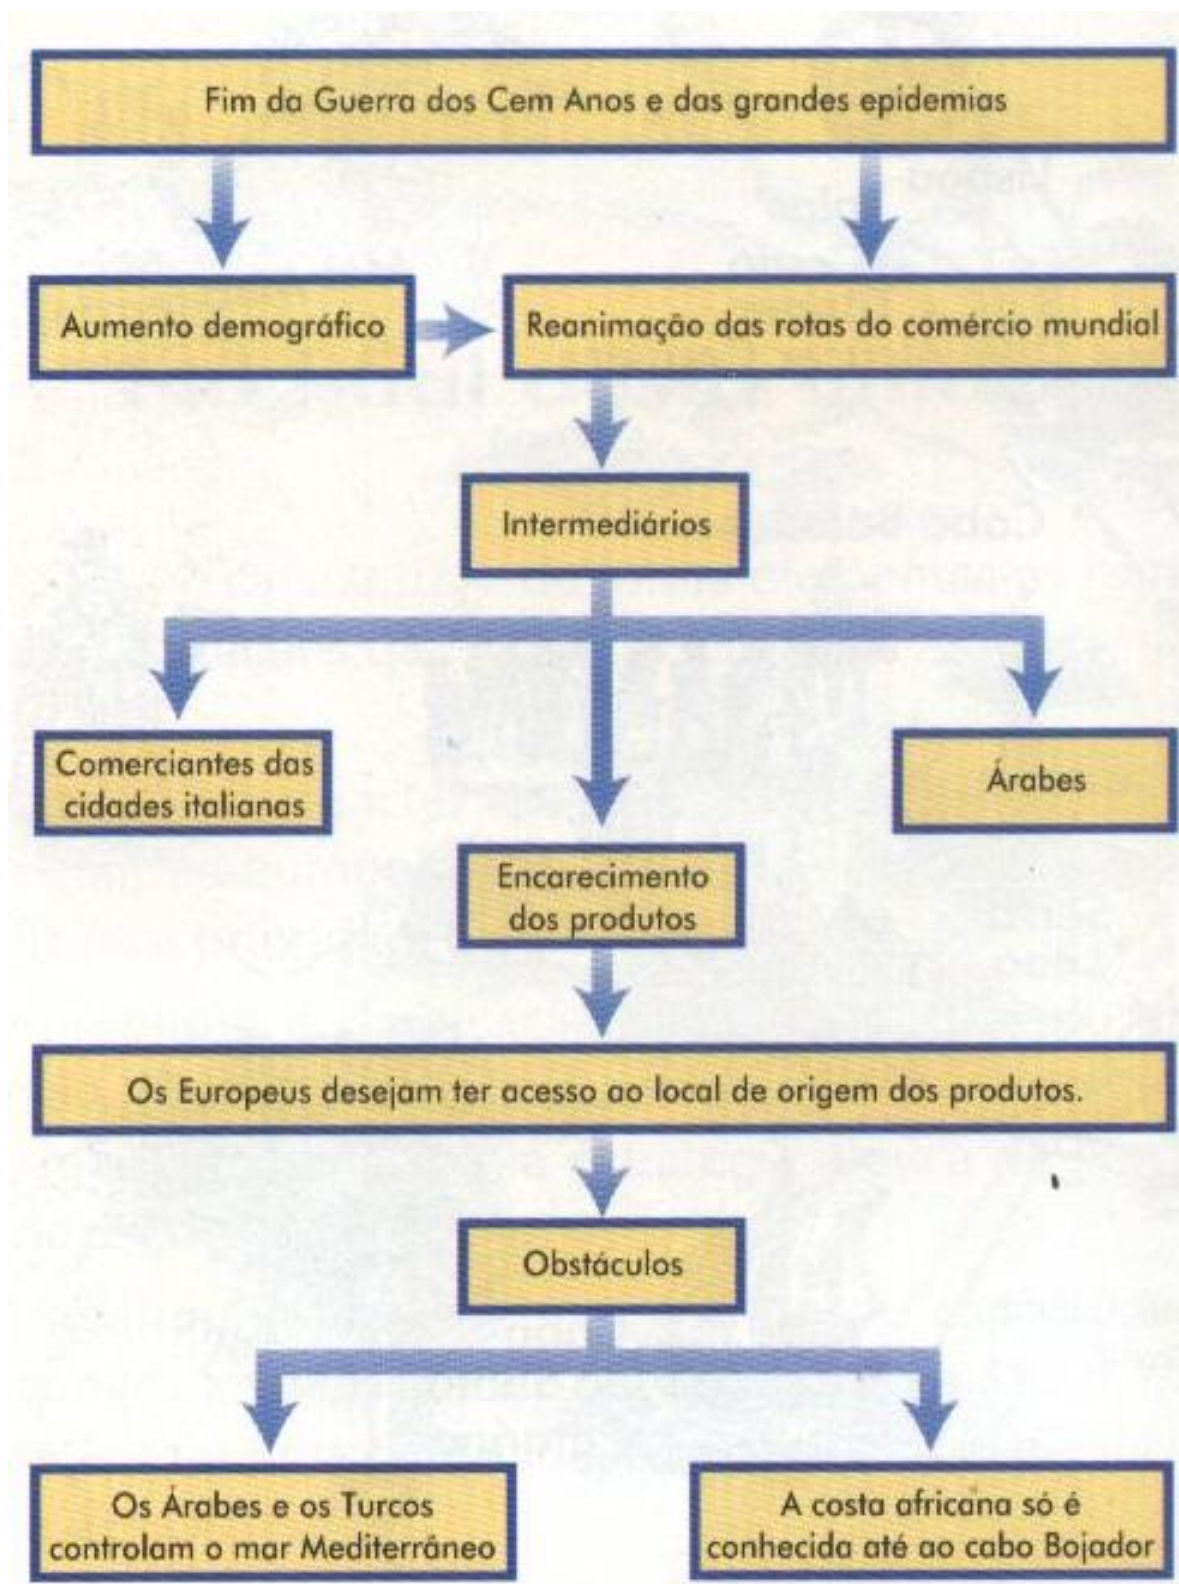 Fim da Guerra dos Cem Anos e das grandes epidemias
Aumento demográfico
Reanimação das rotas do comércio mundial
Intermediários
Comerciantes das
cidades italianas
Árabes
Encarecimento
dos produtos
Os Europeus desejam ter acesso ao local de origem dos produtos.
Obstáculos
Os Árabes e os Turcos
controlam o mar Mediterrâneo
A costa africana só é
conhecida até ao cabo Bojador